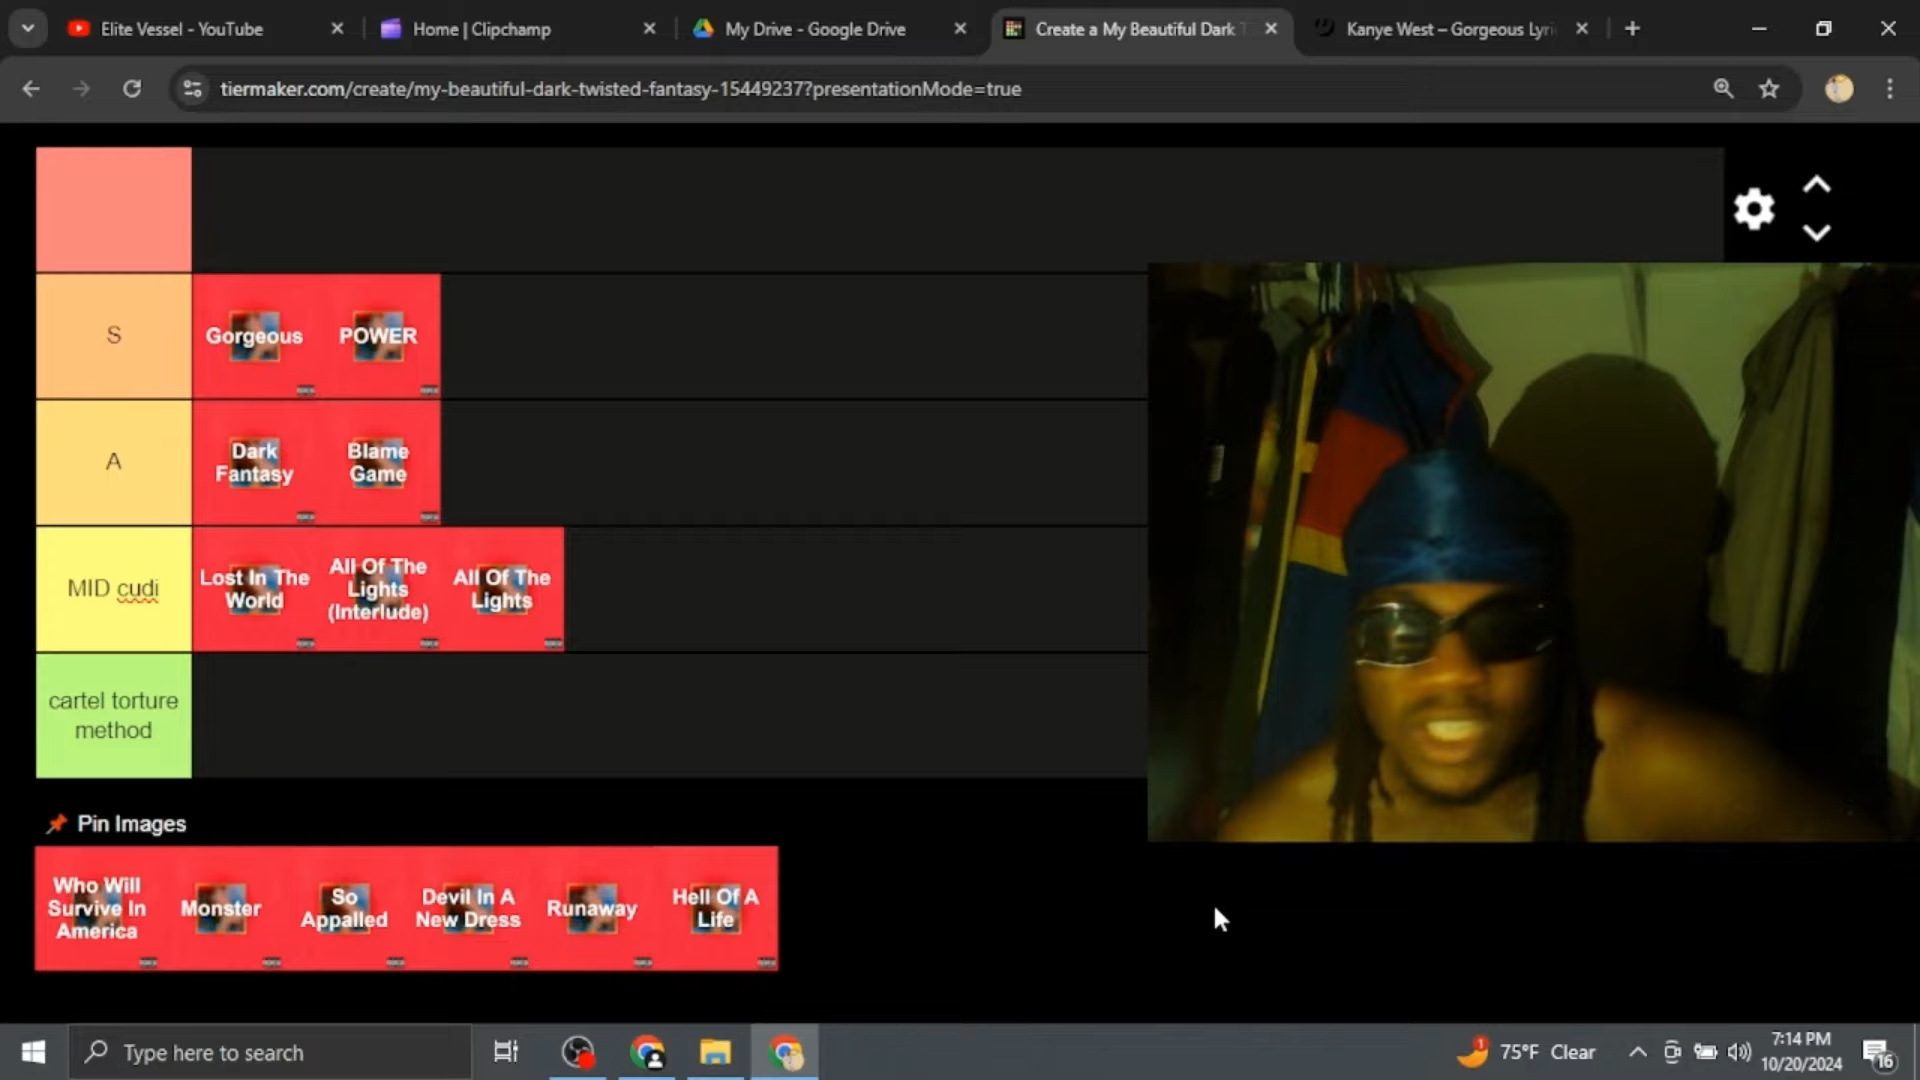 Elite Vessel - YouTube
Home | Clipchamp
My Drive - Google Drive
Create a My Beautiful Dark
Kanye West – Gorgeous Lyri
tiermaker.com/create/my-beautiful-dark-twisted-fantasy-15449237?presentationMode=true
S
Gorgeous
POWER
A
Dark
Fantasy
Blame
Game
MID cudi
Lost In The
World
All Of The
Lights
(Interlude)
All Of The
Lights
cartel torture
method
Pin Images
Who Will
Survive In
America
Monster
So
Appalled
Devil In A
New Dress
Runaway
Hell Of A
Life
Type here to search
1
75°F Clear
7:14 PM
10/20/2024
16